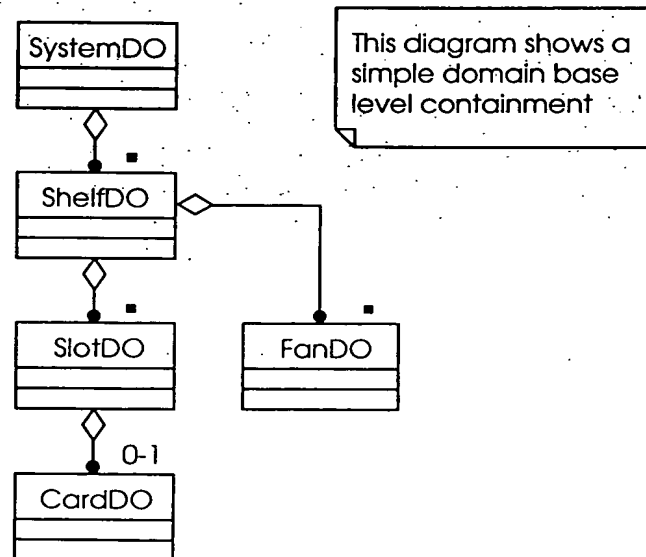 SystemDO
This diagram shows a
simple domain base
level containment
ShelfDO
SlotDO
FanDO
0-1
CardDO